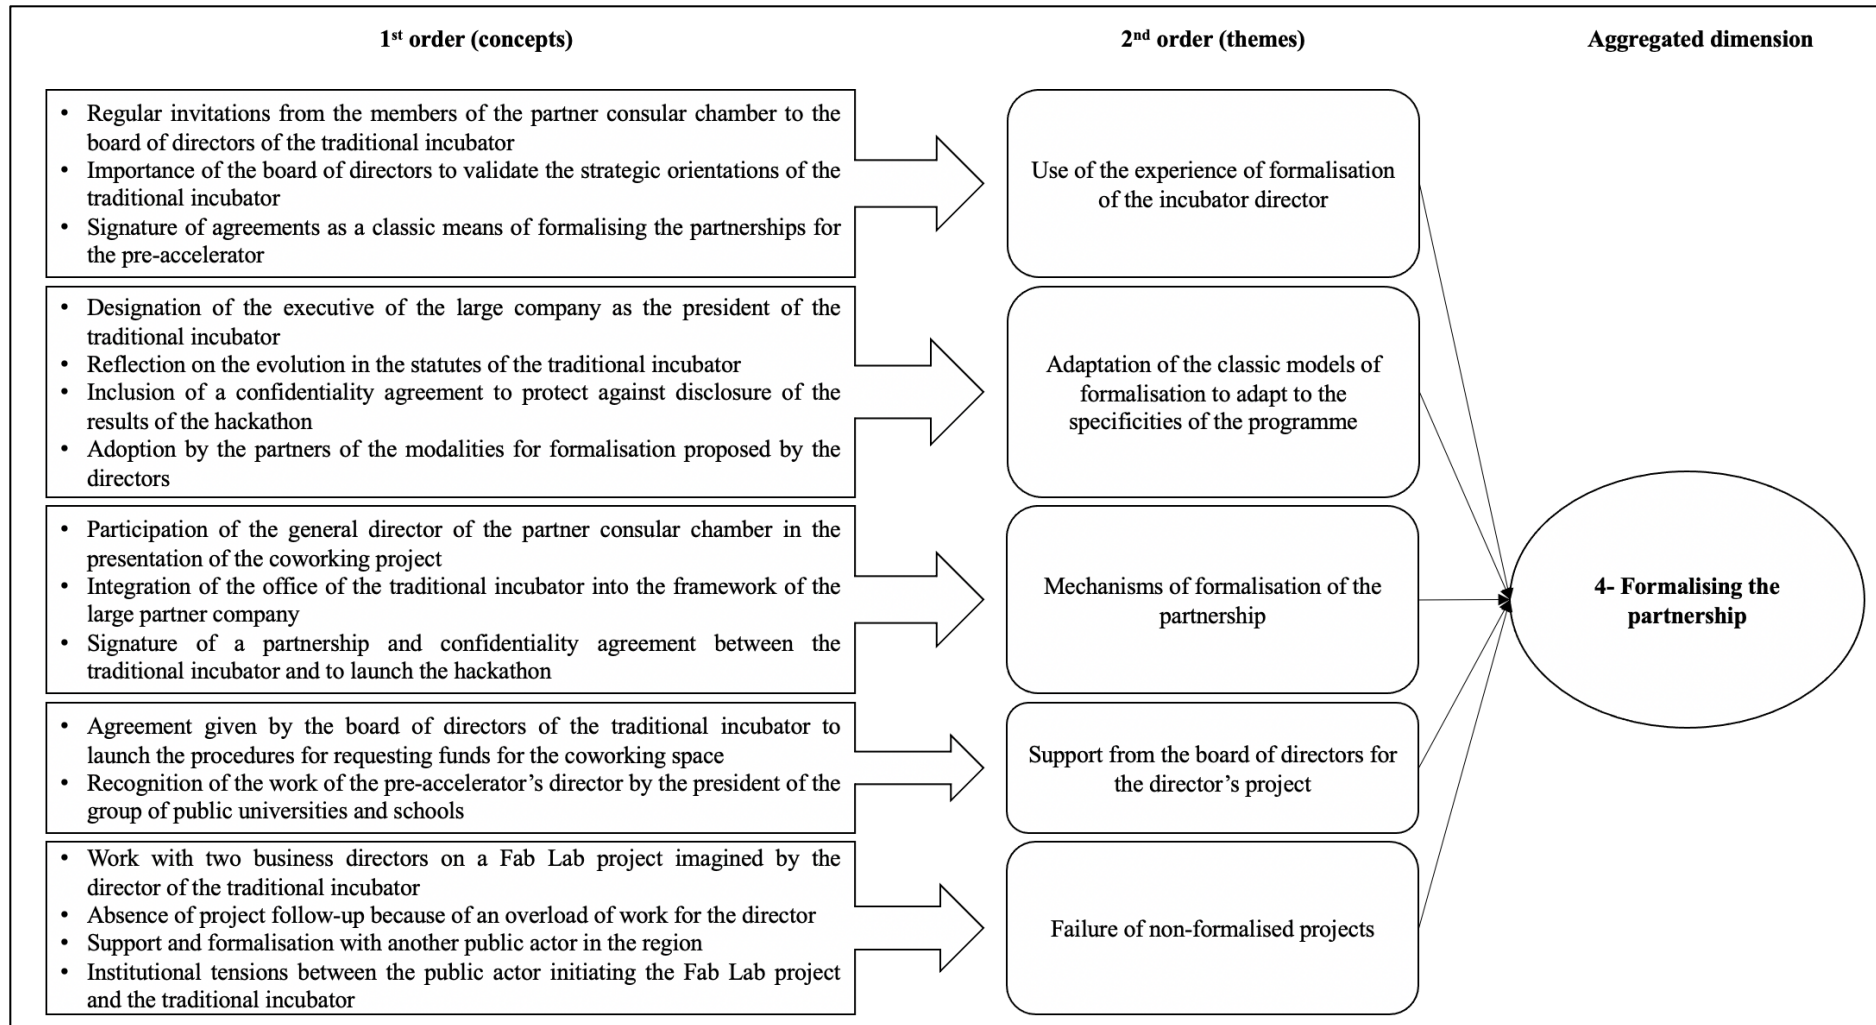 1st order (concepts)
2nd order (themes)
Aggregated dimension
• Regular invitations from the members of the partner consular chamber to the
board of directors of the traditional incubator
• Importance of the board of directors to validate the strategic orientations of the
traditional incubator
• Signature of agreements as a classic means of formalising the partnerships for
the pre-accelerator
Use of the experience of formalisation
of the incubator director
• Designation of the executive of the large company as the president of the
traditional incubator
• Reflection on the evolution in the statutes of the traditional incubator
• Inclusion of a confidentiality agreement to protect against disclosure of the
results of the hackathon
• Adoption by the partners of the modalities for formalisation proposed by the
directors
Adaptation of the classic models of
formalisation to adapt to the
specificities of the programme
• Participation of the general director of the partner consular chamber in the
presentation of the coworking project
• Integration of the office of the traditional incubator into the framework of the
large partner company
• Signature of a partnership and confidentiality agreement between the
traditional incubator and to launch the hackathon
Mechanisms of formalisation of the
partnership
4- Formalising the
partnership
• Agreement given by the board of directors of the traditional incubator to
launch the procedures for requesting funds for the coworking space
• Recognition of the work of the pre-accelerator’s director by the president of the
group of public universities and schools
Support from the board of directors for
the director’s project
• Work with two business directors on a Fab Lab project imagined by the
director of the traditional incubator
• Absence of project follow-up because of an overload of work for the director
• Support and formalisation with another public actor in the region
• Institutional tensions between the public actor initiating the Fab Lab project
and the traditional incubator
Failure of non-formalised projects